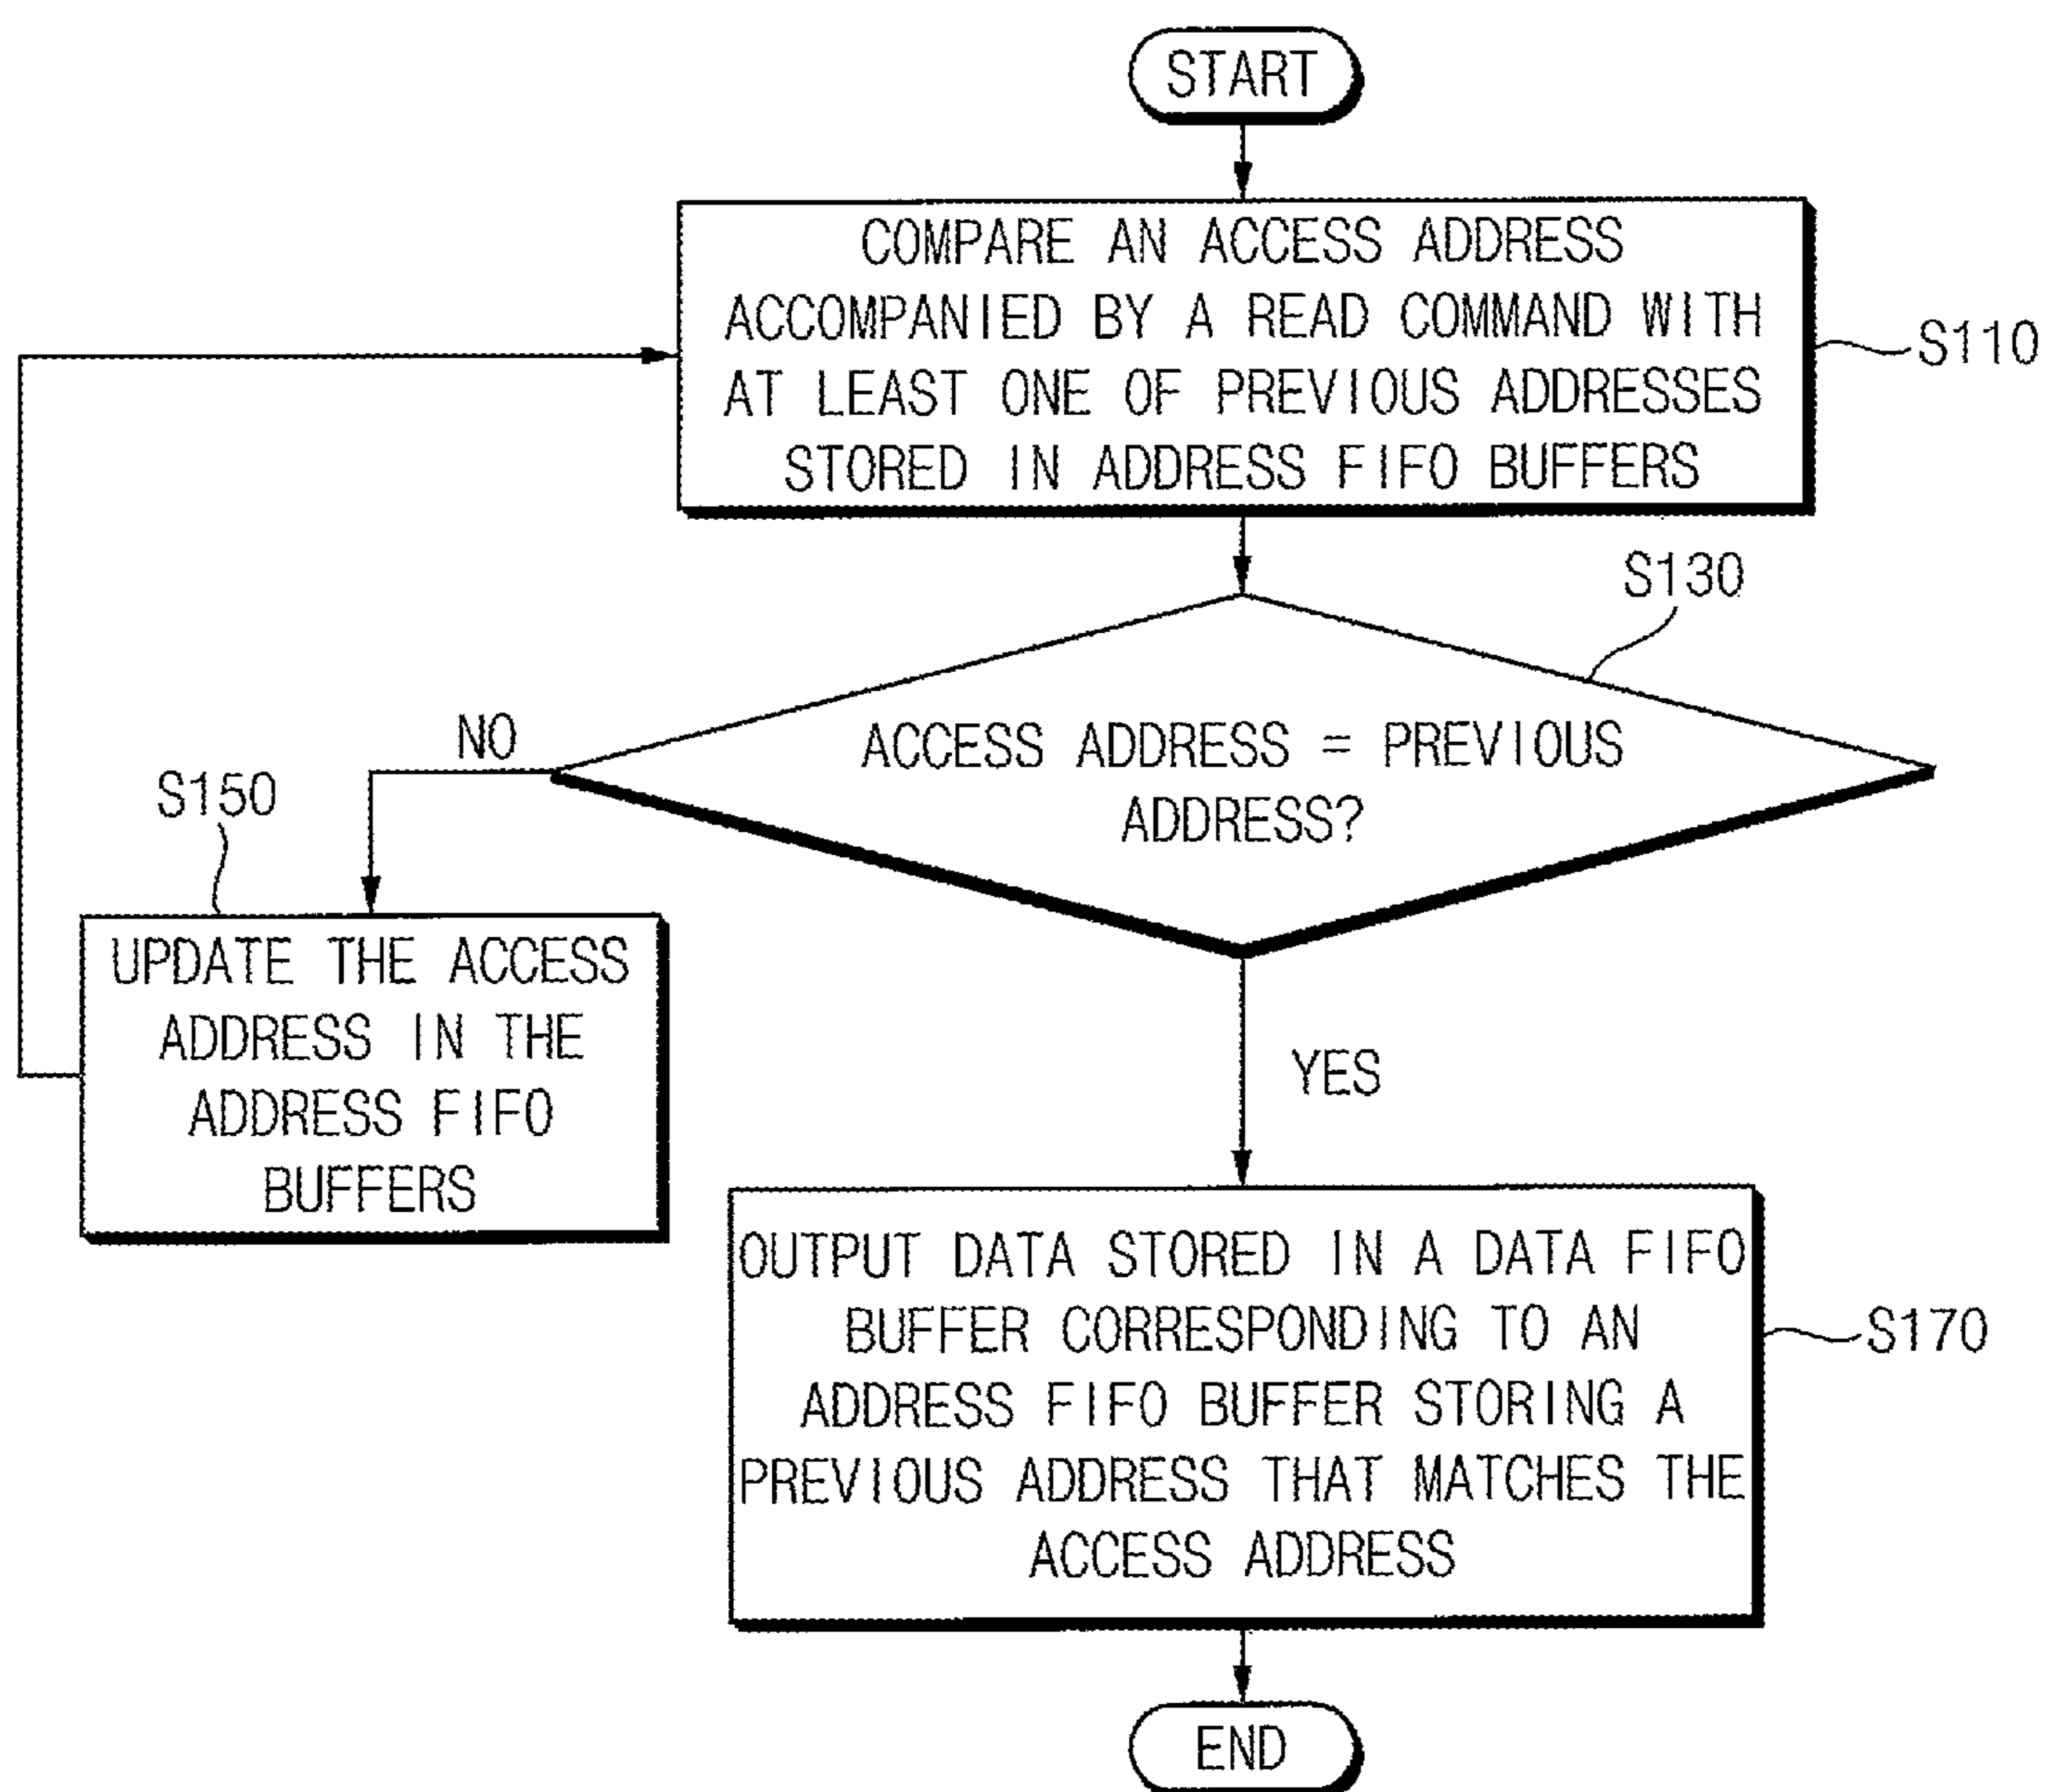 START
COMPARE AN ACCESS ADDRESS
ACCOMPANIED BY A READ COMMAND WITH
AT LEAST ONE OF PREVIOUS ADDRESSES
STORED IN ADDRESS FIFO BUFFERS
S110
S130
ACCESS ADDRESS = PREVIOUS
ADDRESS?
NO
S150
UPDATE THE ACCESS
ADDRESS IN THE
ADDRESS FIFO
BUFFERS
YES
OUTPUT DATA STORED IN A DATA FIFO
BUFFER CORRESPONDING TO AN
ADDRESS FIFO BUFFER STORING A
PREVIOUS ADDRESS THAT MATCHES THE
ACCESS ADDRESS
S170
END